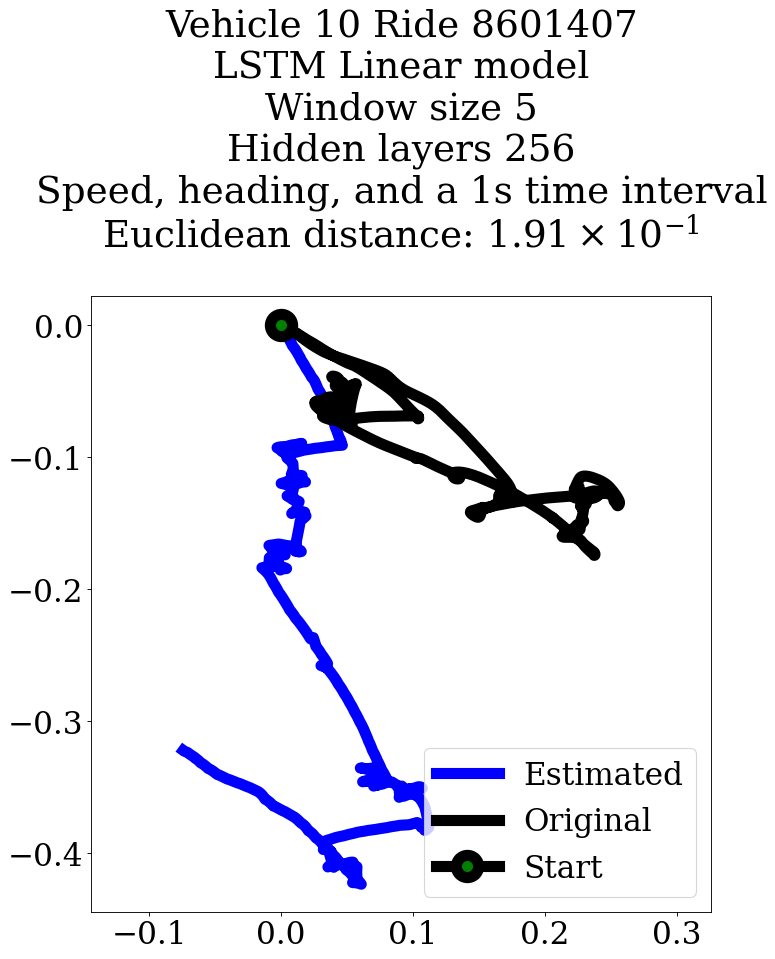 Vehicle 10 Ride 8601407
LSTM Linear model
Window size 5
Hidden layers 256
Speed, heading, and a 1s time interval
Euclidean distance: 1.91 × 10⁻¹
0.0
−0.1
−0.2
−0.3
−0.4
Estimated
Original
Start
−0.1 0.0 0.1 0.2 0.3